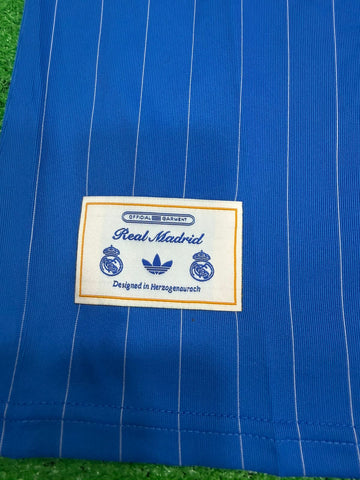 OFFICIAL GARMENT
Real Madrid
Designed in Herzogenaurach